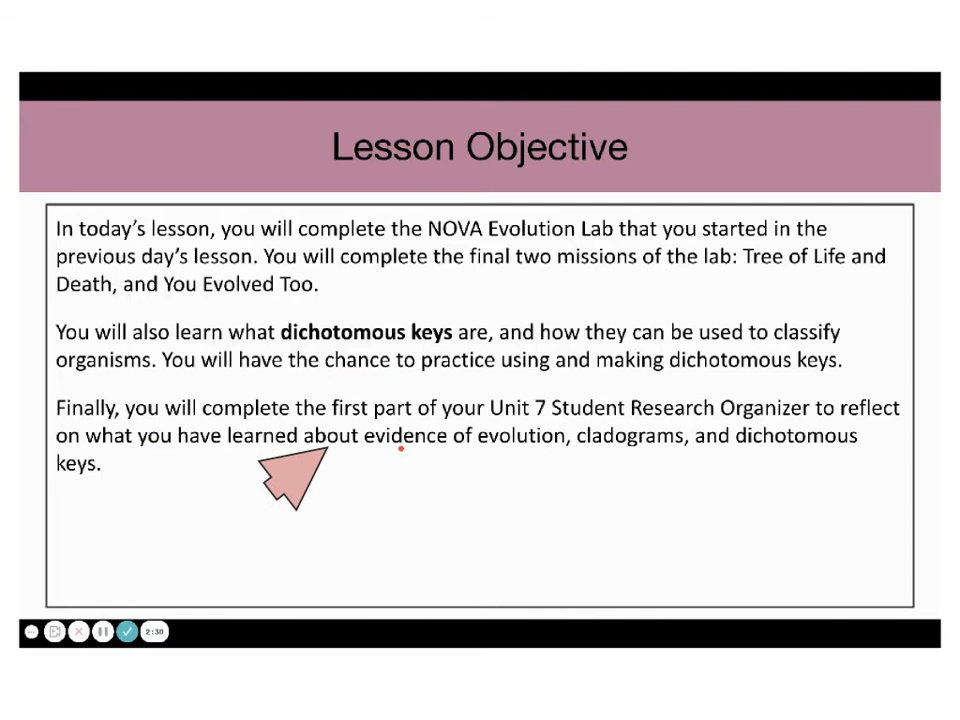 Lesson Objective
In today’s lesson, you will complete the NOVA Evolution Lab that you started in the
previous day’s lesson. You will complete the final two missions of the lab: Tree of Life and
Death, and You Evolved Too.
You will also learn what dichotomous keys are, and how they can be used to classify
organisms. You will have the chance to practice using and making dichotomous keys.
Finally, you will complete the first part of your Unit 7 Student Research Organizer to reflect
on what you have learned about evidence of evolution, cladograms, and dichotomous
keys.
2:30